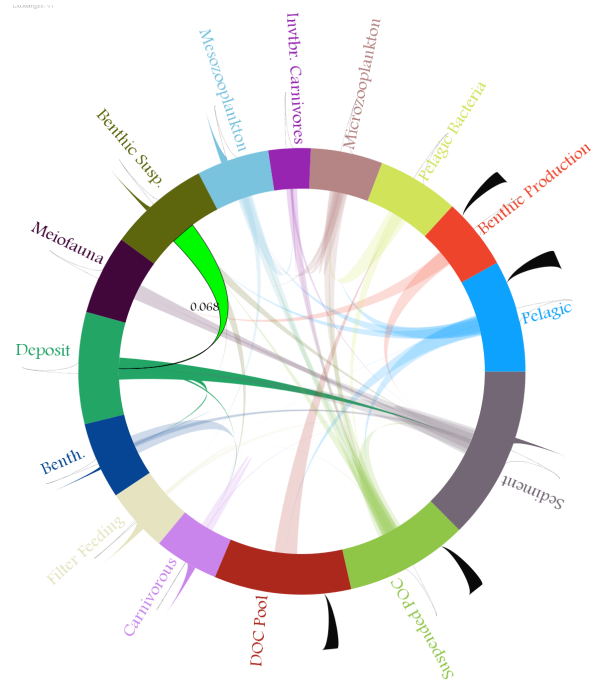 Invtbr. Carnivores
Microzooplankton
Mesozooplankton
Pelagic Bacteria
Benthic Susp.
Benthic Production
Meiofauna
0.068
Pelagic
Deposit
Benth.
Sediment
Filter Feeding
Carnivorous
DOC Pool
Suspended POC